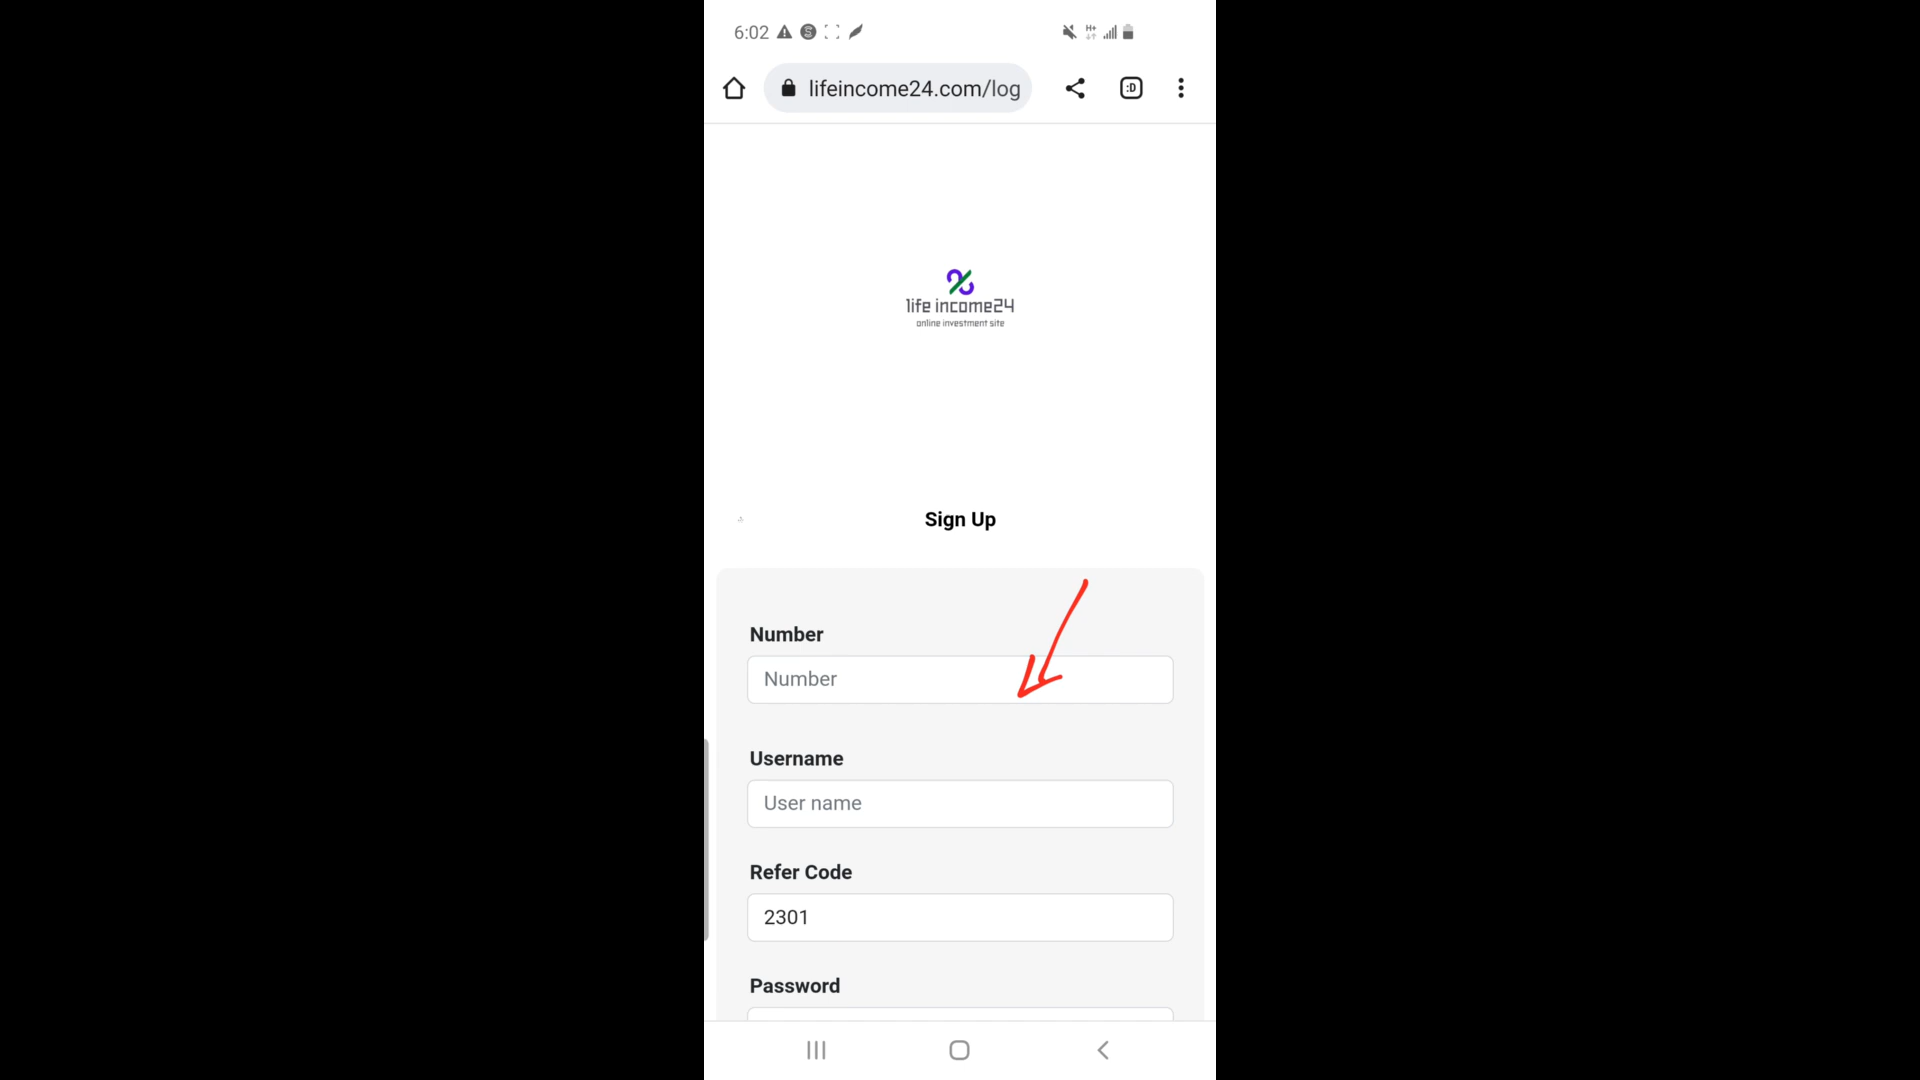 6:02
lifeincome24.com/log
:D
life income24
online investment site
Sign Up
Number
Number
Username
User name
Refer Code
2301
Password